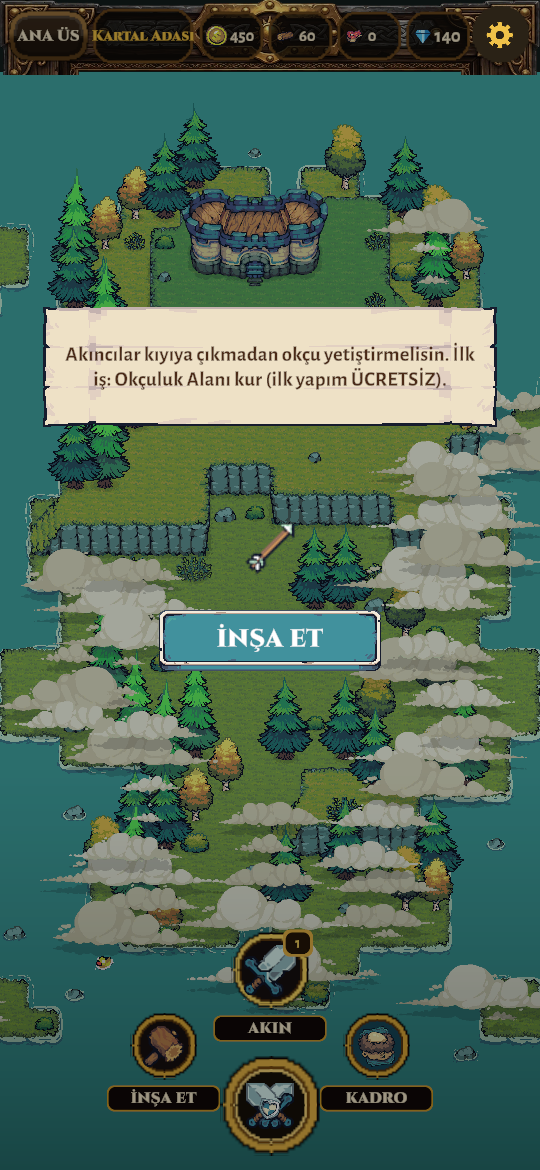 ANA ÜS
KARTAL ADASI
450
60
0
140
Akıncılar kıyıya çıkmadan okçu yetiştirmelisin. İlk
iş: Okçuluk Alanı kur (ilk yapım ÜCRETSİZ).
İNŞA ET
1
AKIN
İNŞA ET
KADRO